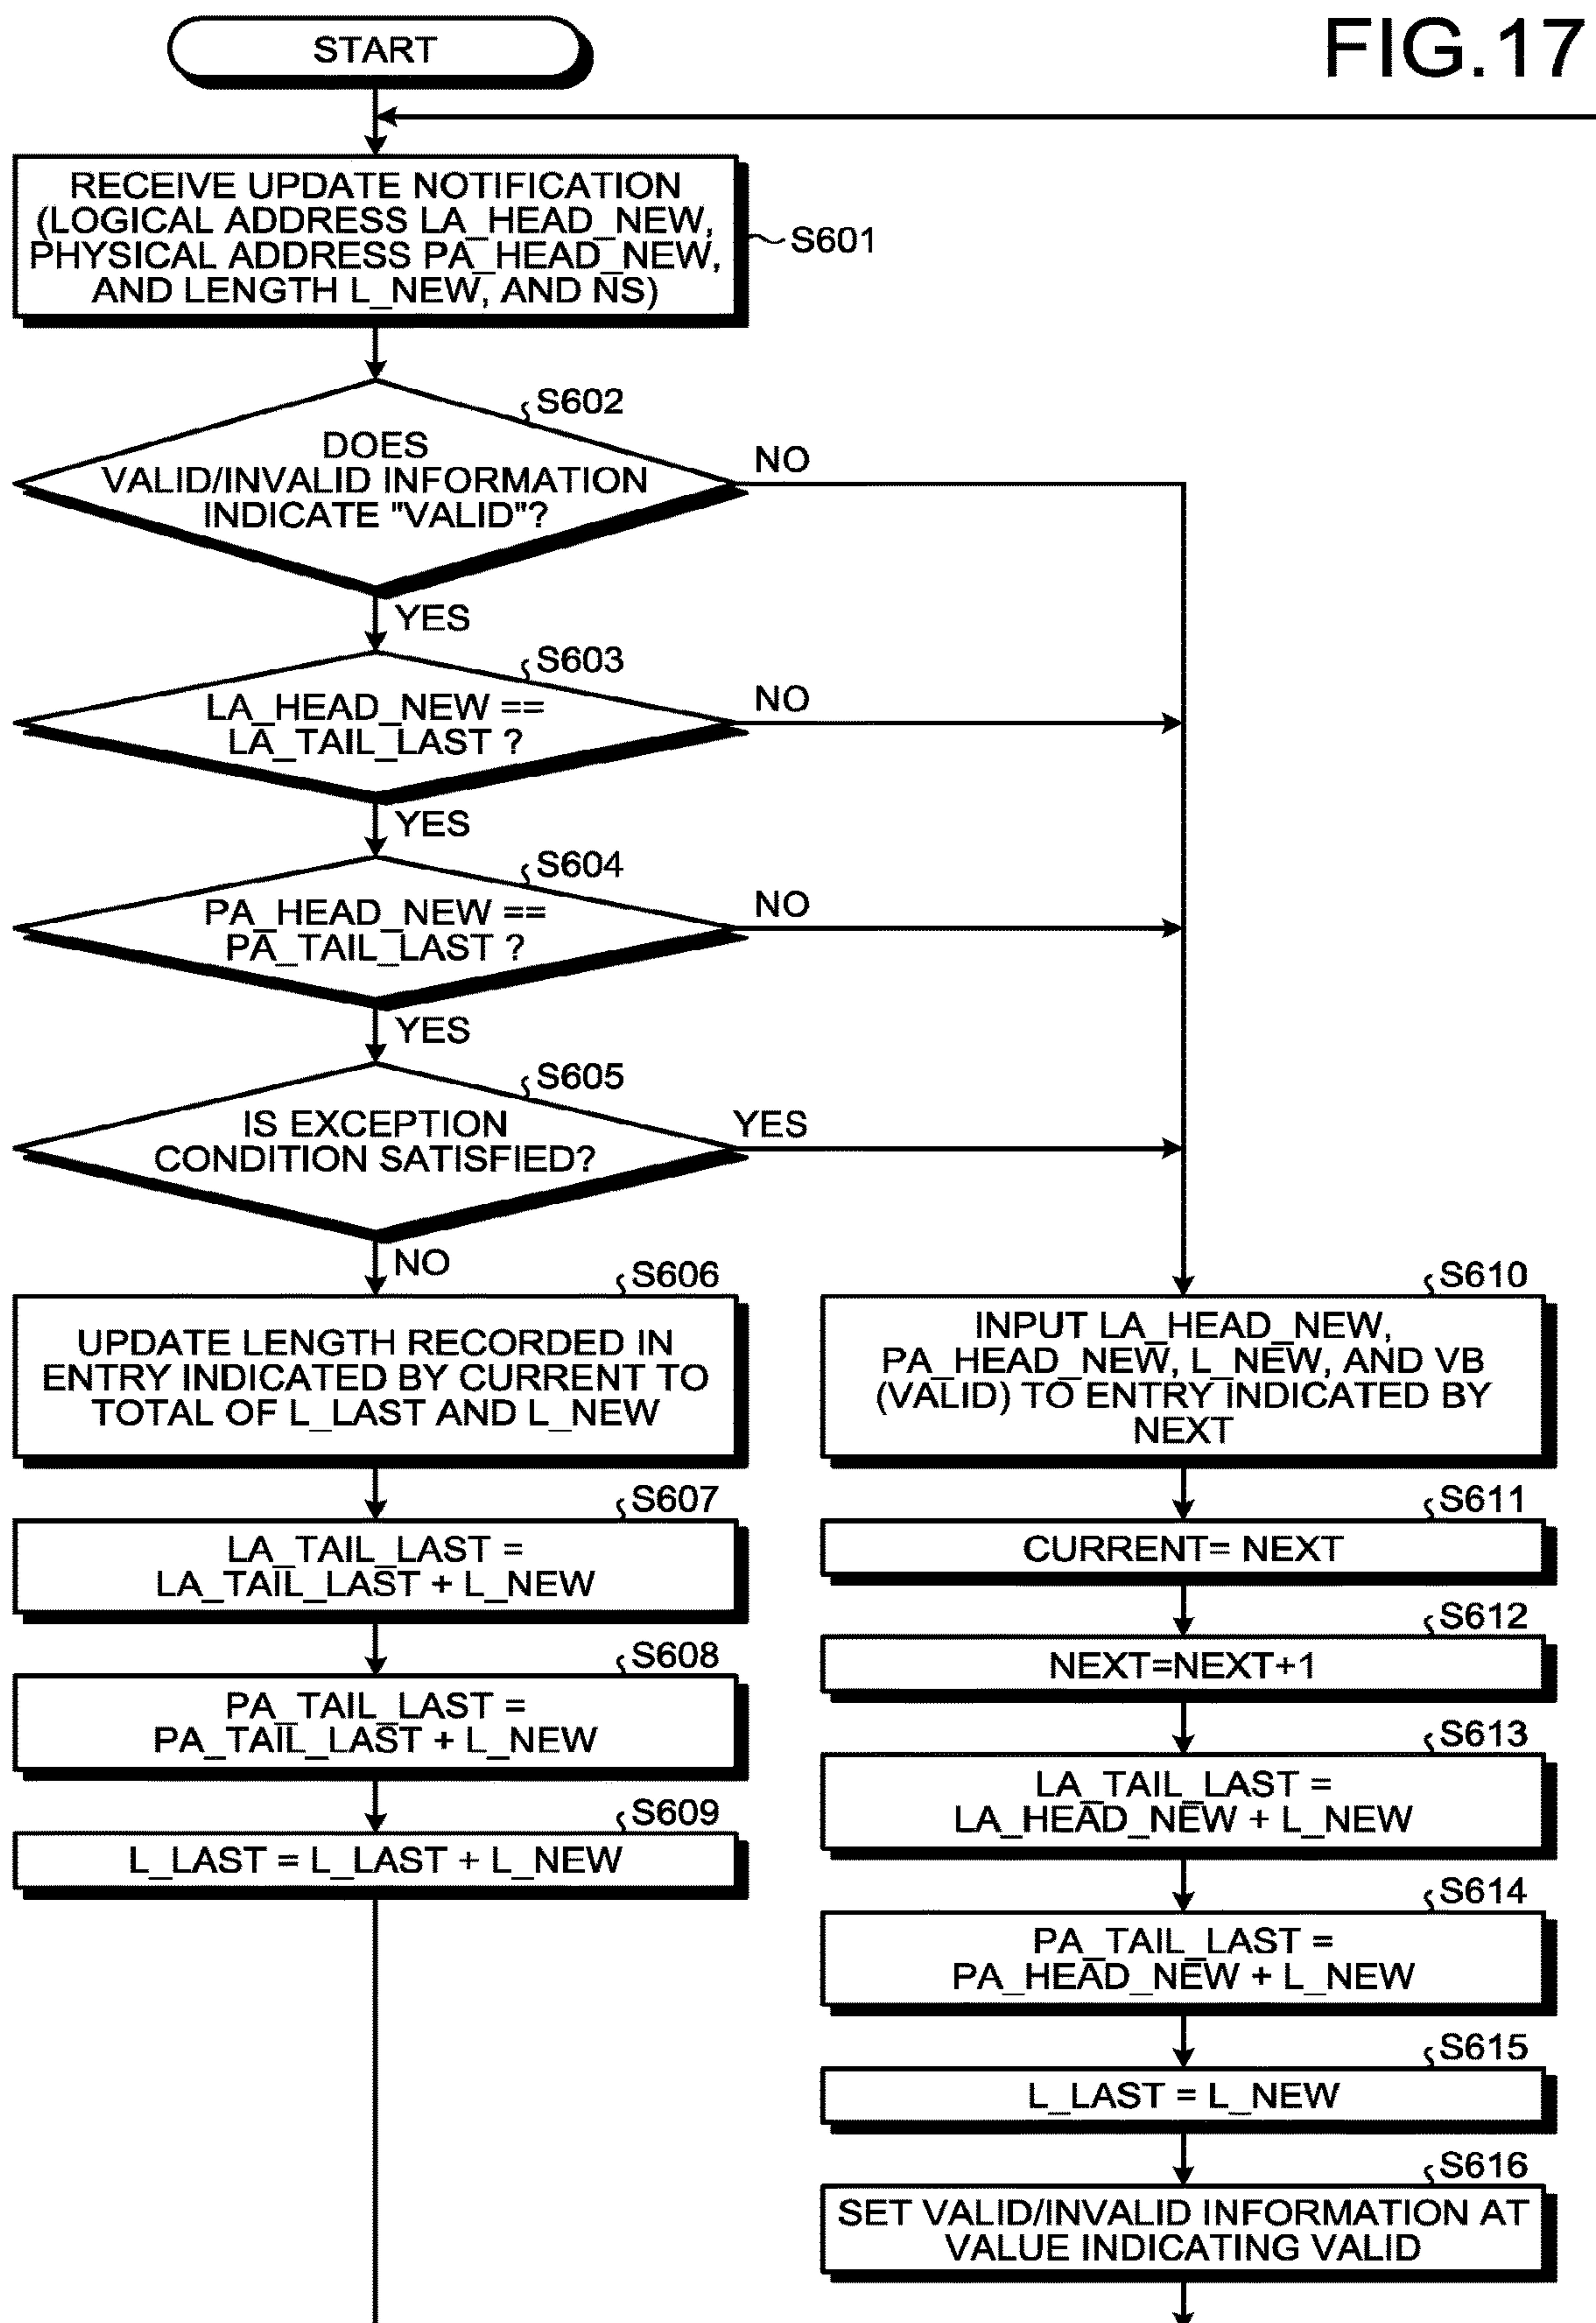 FIG.17
START
RECEIVE UPDATE NOTIFICATION
(LOGICAL ADDRESS LA_HEAD_NEW,
PHYSICAL ADDRESS PA_HEAD_NEW,
AND LENGTH L_NEW, AND NS)
S601
S602
DOES
VALID/INVALID INFORMATION
INDICATE "VALID"?
NO
YES
S603
LA_HEAD_NEW ==
LA_TAIL_LAST ?
NO
YES
S604
PA_HEAD_NEW ==
PA_TAIL_LAST ?
NO
YES
S605
IS EXCEPTION
CONDITION SATISFIED?
YES
NO
S606
UPDATE LENGTH RECORDED IN
ENTRY INDICATED BY CURRENT TO
TOTAL OF L_LAST AND L_NEW
S607
LA_TAIL_LAST =
LA_TAIL_LAST + L_NEW
S608
PA_TAIL_LAST =
PA_TAIL_LAST + L_NEW
S609
L_LAST = L_LAST + L_NEW
S610
INPUT LA_HEAD_NEW,
PA_HEAD_NEW, L_NEW, AND VB
(VALID) TO ENTRY INDICATED BY
NEXT
S611
CURRENT= NEXT
S612
NEXT=NEXT+1
S613
LA_TAIL_LAST =
LA_HEAD_NEW + L_NEW
S614
PA_TAIL_LAST =
PA_HEAD_NEW + L_NEW
S615
L_LAST = L_NEW
S616
SET VALID/INVALID INFORMATION AT
VALUE INDICATING VALID